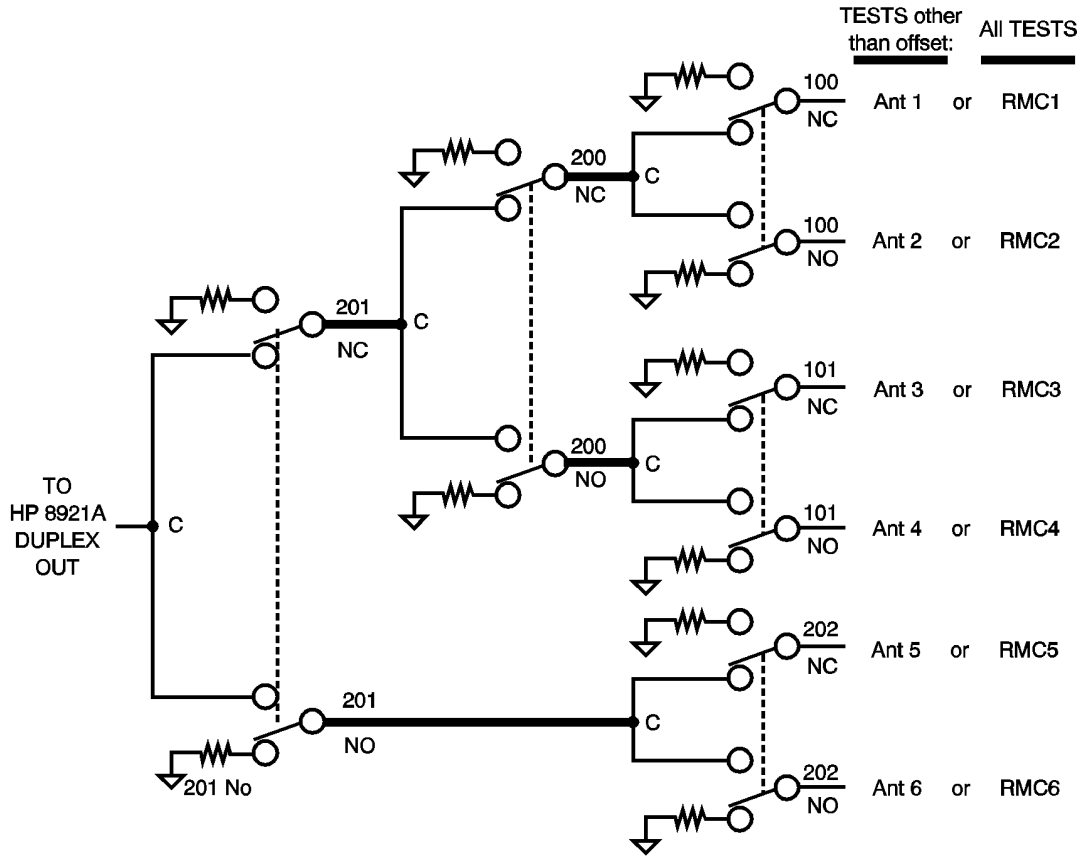 TESTS other
than offset:
All TESTS
100
NC
Ant 1 or RMC1
200
NC
C
100
NO
Ant 2 or RMC2
201
NC
C
101
NC
Ant 3 or RMC3
200
NO
C
TO
HP 8921A
DUPLEX
OUT
C
101
NO
Ant 4 or RMC4
202
NC
Ant 5 or RMC5
201
NO
C
201 No
202
NO
Ant 6 or RMC6